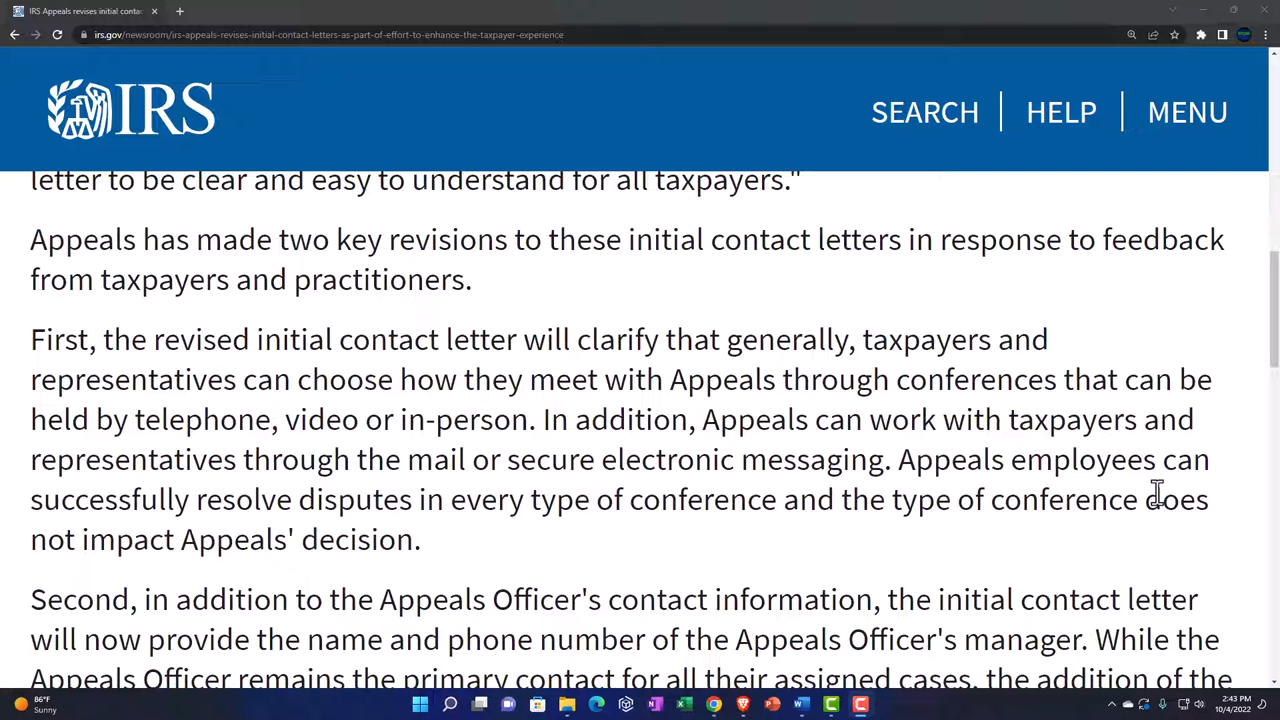 IRS Appeals revises initial contac
irs.gov/newsroom/irs-appeals-revises-initial-contact-letters-as-part-of-effort-to-enhance-the-taxpayer-experience
IRS
SEARCH
HELP
MENU
letter to be clear and easy to understand for all taxpayers."
Appeals has made two key revisions to these initial contact letters in response to feedback
from taxpayers and practitioners.
First, the revised initial contact letter will clarify that generally, taxpayers and
representatives can choose how they meet with Appeals through conferences that can be
held by telephone, video or in-person. In addition, Appeals can work with taxpayers and
representatives through the mail or secure electronic messaging. Appeals employees can
successfully resolve disputes in every type of conference and the type of conference does
not impact Appeals' decision.
Second, in addition to the Appeals Officer's contact information, the initial contact letter
will now provide the name and phone number of the Appeals Officer's manager. While the
Appeals Officer remains the primary contact for all their assigned cases, the addition of the
86°F
Sunny
2:43 PM
10/4/2022